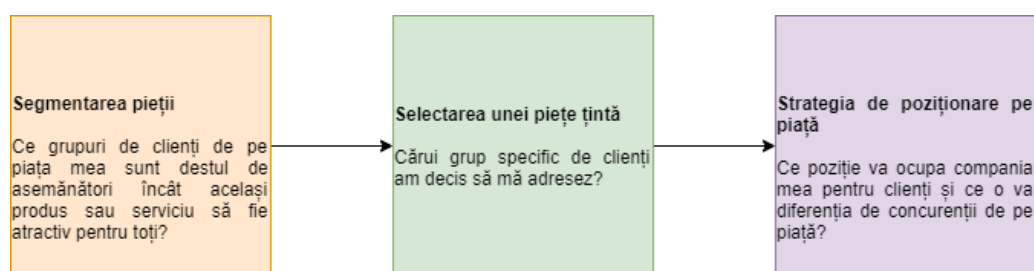 Segmentarea pieții
Ce grupuri de clienți de pe
piața mea sunt destul de
asemănători încât același
produs sau serviciu să fie
atractiv pentru toți?
Selectarea unei piețe țintă
Cărui grup specific de clienți
am decis să mă adresez?
Strategia de poziționare pe
piață
Ce poziție va ocupa compania
mea pentru clienți și ce o va
diferenția de concurenții de pe
piață?